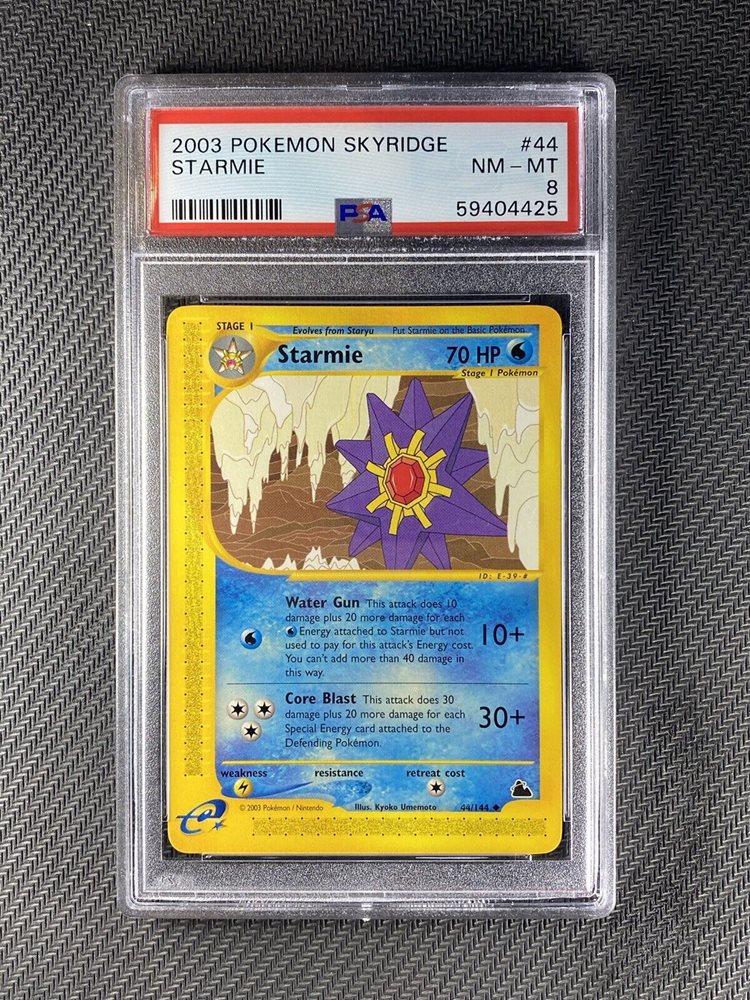 2003 POKEMON SKYRIDGE #44
STARMIE NM - MT
8
PSA 59404425
STAGE 1 Evolves from Staryu Put Starmie on the Basic Pokémon
Starmie 70 HP
Stage 1 Pokémon
ID: E-39-#
Water Gun This attack does 10
damage plus 20 more damage for each
Energy attached to Starmie but not
used to pay for this attack's Energy cost.
You can't add more than 40 damage in
this way.
10+
Core Blast This attack does 30
damage plus 20 more damage for each
Special Energy card attached to the
Defending Pokémon.
30+
weakness resistance retreat cost
© 2003 Pokémon / Nintendo Illus. Kyoko Umemoto 44/144 ◆
e